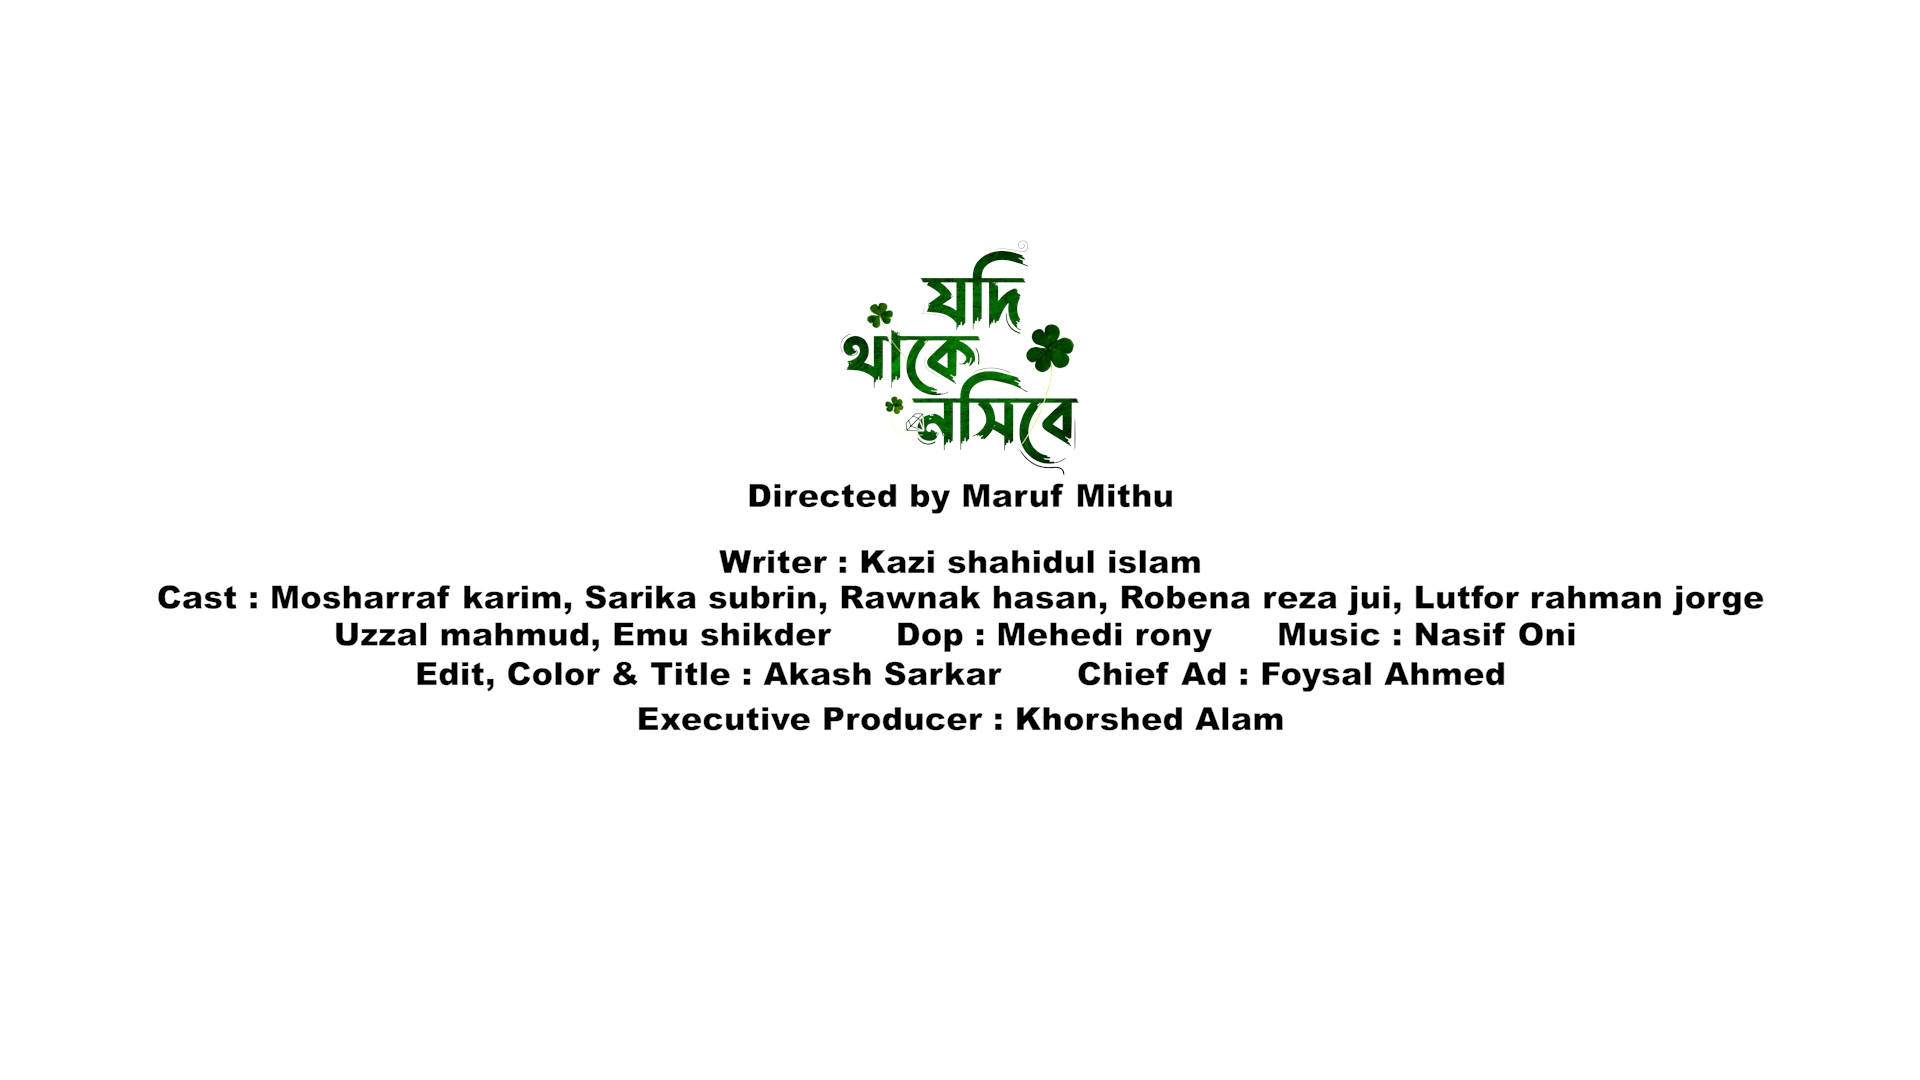 যদি
থাকে
নসিবে
Directed by Maruf Mithu
Writer : Kazi shahidul islam
Cast : Mosharraf karim, Sarika subrin, Rawnak hasan, Robena reza jui, Lutfor rahman jorge
Uzzal mahmud, Emu shikder Dop : Mehedi rony Music : Nasif Oni
Edit, Color & Title : Akash Sarkar Chief Ad : Foysal Ahmed
Executive Producer : Khorshed Alam